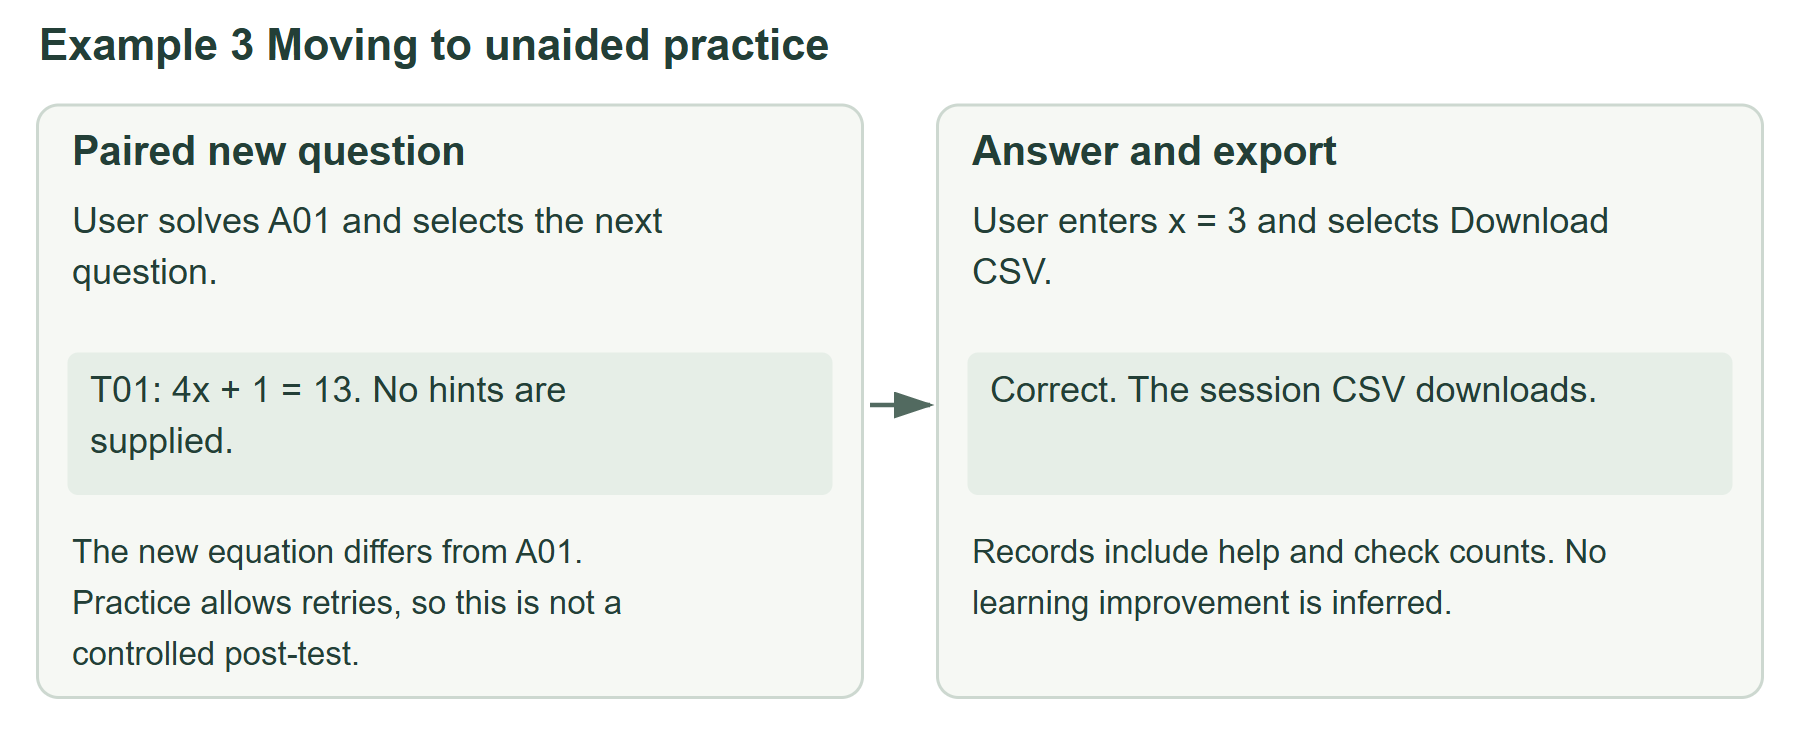 Example 3 Moving to unaided practice
Paired new question
User solves A01 and selects the next
question.
T01: 4x + 1 = 13. No hints are
supplied.
The new equation differs from A01.
Practice allows retries, so this is not a
controlled post-test.
Answer and export
User enters x = 3 and selects Download
CSV.
Correct. The session CSV downloads.
Records include help and check counts. No
learning improvement is inferred.